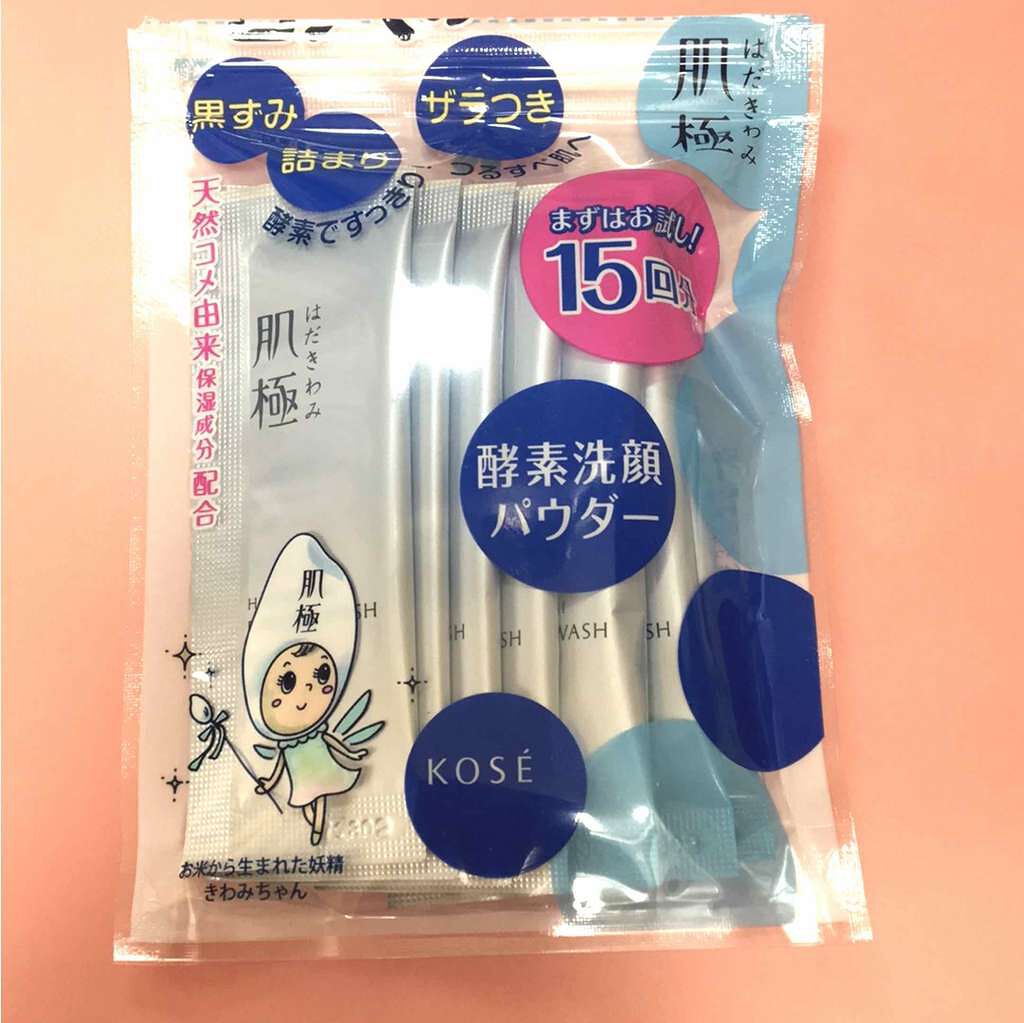 黒ずみ
詰まり
ザラつき
酵素ですっきり
つるすべ肌へ
肌極
はだきわみ
まずはお試し!
15回分
天然コメ由来保湿成分配合
肌極
はだきわみ
酵素洗顔
パウダー
肌極
SH
SH
SH
WASH
SH
KOSÉ
お米から生まれた妖精
きわみちゃん